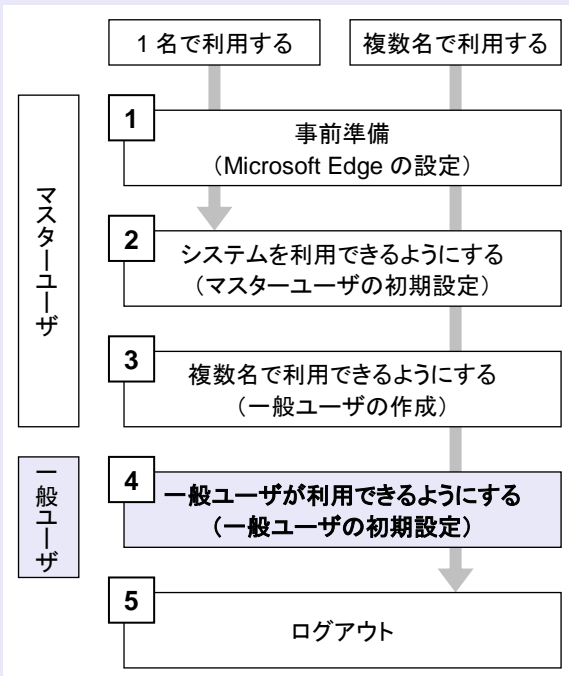 1 名で利用する
複数名で利用する
マスターユーザ
1
事前準備
（Microsoft Edge の設定）
2
システムを利用できるようにする
（マスターユーザの初期設定）
3
複数名で利用できるようにする
（一般ユーザの作成）
一般ユーザ
4
一般ユーザが利用できるようにする
（一般ユーザの初期設定）
5
ログアウト